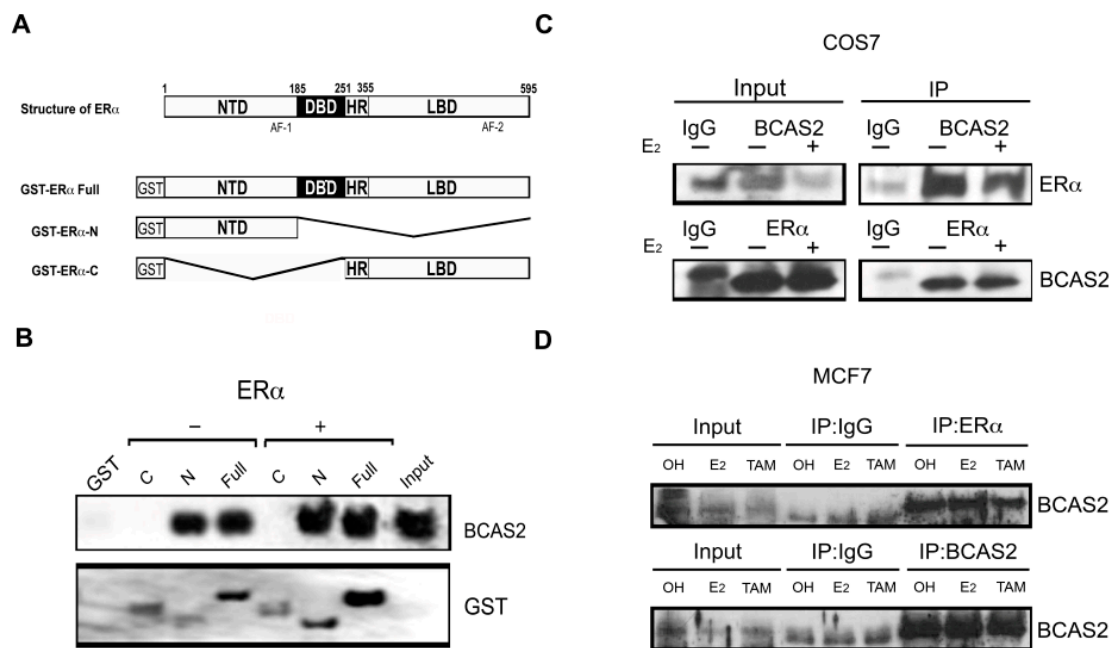 A
1 185 251 355 595
Structure of ERα NTD DBD HR LBD
AF-1 AF-2
GST-ERα Full GST NTD DBD HR LBD
GST-ERα-N GST NTD
GST-ERα-C GST HR LBD
B
ERα
− +
GST C N Full C N Full Input
BCAS2
GST
C
COS7
Input IP
IgG BCAS2 IgG BCAS2
E2 − − + − − +
ERα
IgG ERα IgG ERα
E2 − − + − − +
BCAS2
D
MCF7
Input IP:IgG IP:ERα
OH E2 TAM OH E2 TAM OH E2 TAM
BCAS2
Input IP:IgG IP:BCAS2
OH E2 TAM OH E2 TAM OH E2 TAM
BCAS2